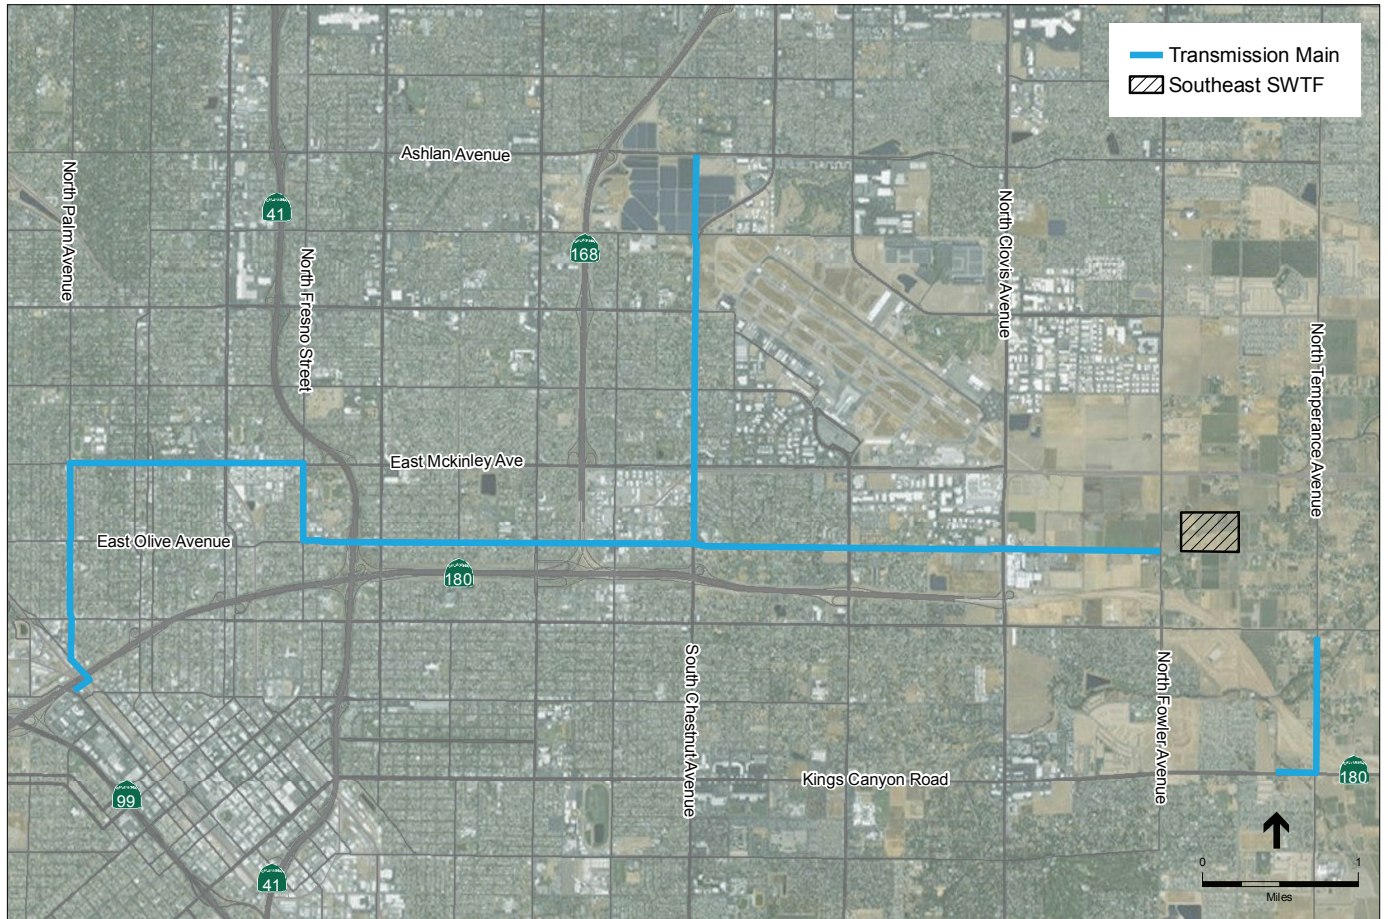 Transmission Main
Southeast SWTF
Ashlan Avenue
North Palm Avenue
41
North Fresno Street
168
North Clovis Avenue
North Temperance Avenue
East Mckinley Ave
East Olive Avenue
180
South Chestnut Avenue
North Fowler Avenue
Kings Canyon Road
180
99
41
0
1
Miles